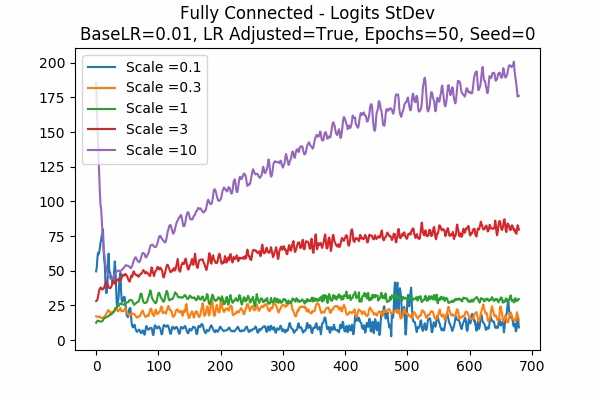 Fully Connected - Logits StDev
BaseLR=0.01, LR Adjusted=True, Epochs=50, Seed=0
200
175
150
125
100
75
50
25
0
Scale =0.1
Scale =0.3
Scale =1
Scale =3
Scale =10
0 100 200 300 400 500 600 700